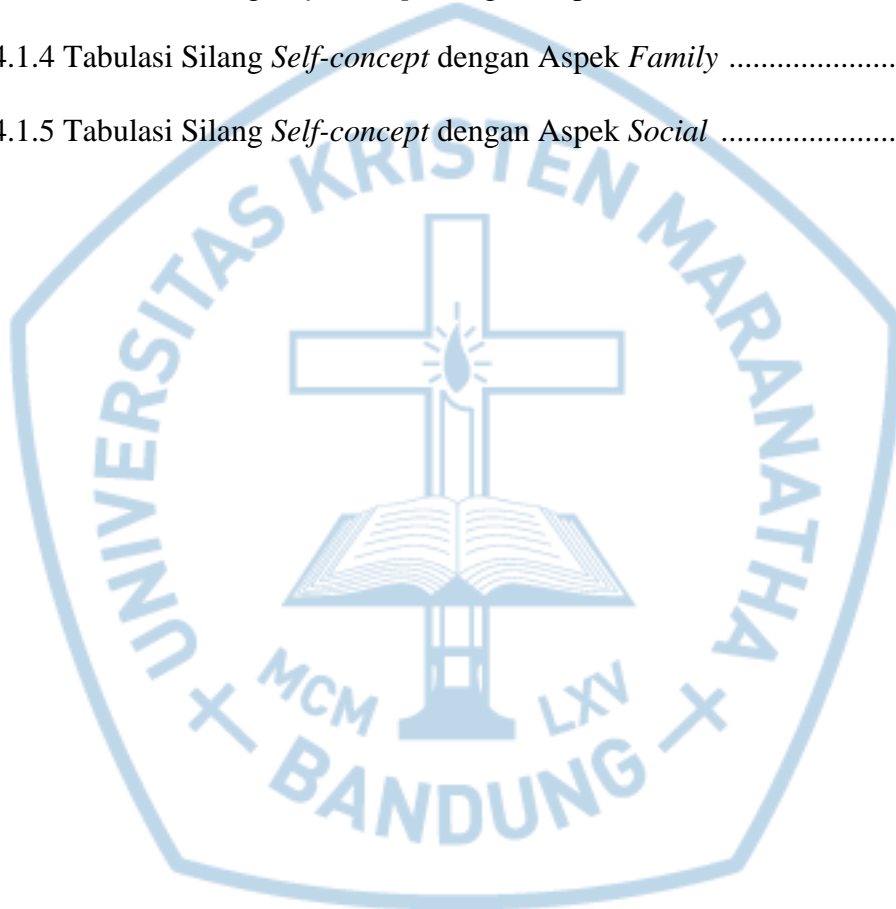 4.1.4 Tabulasi Silang Self-concept dengan Aspek Family ......................
4.1.5 Tabulasi Silang Self-concept dengan Aspek Social .......................
UNIVERSITAS KRISTEN MARANATHA
MCM LXV
BANDUNG